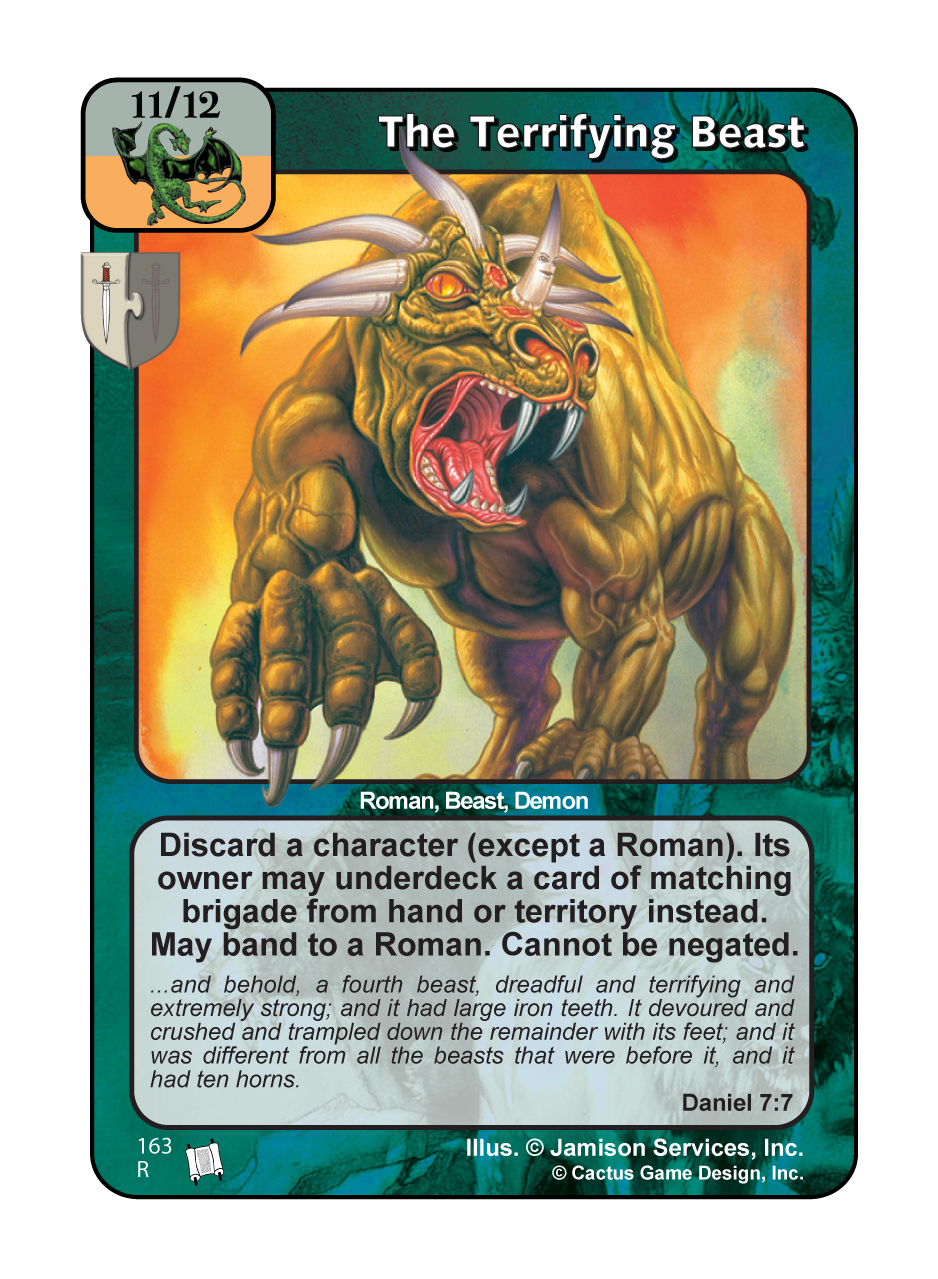 11/12
The Terrifying Beast
Roman, Beast, Demon
Discard a character (except a Roman). Its
owner may underdeck a card of matching
brigade from hand or territory instead.
May band to a Roman. Cannot be negated.
...and behold, a fourth beast, dreadful and terrifying and
extremely strong; and it had large iron teeth. It devoured and
crushed and trampled down the remainder with its feet; and it
was different from all the beasts that were before it, and it
had ten horns.
Daniel 7:7
163
R
Illus. © Jamison Services, Inc.
© Cactus Game Design, Inc.